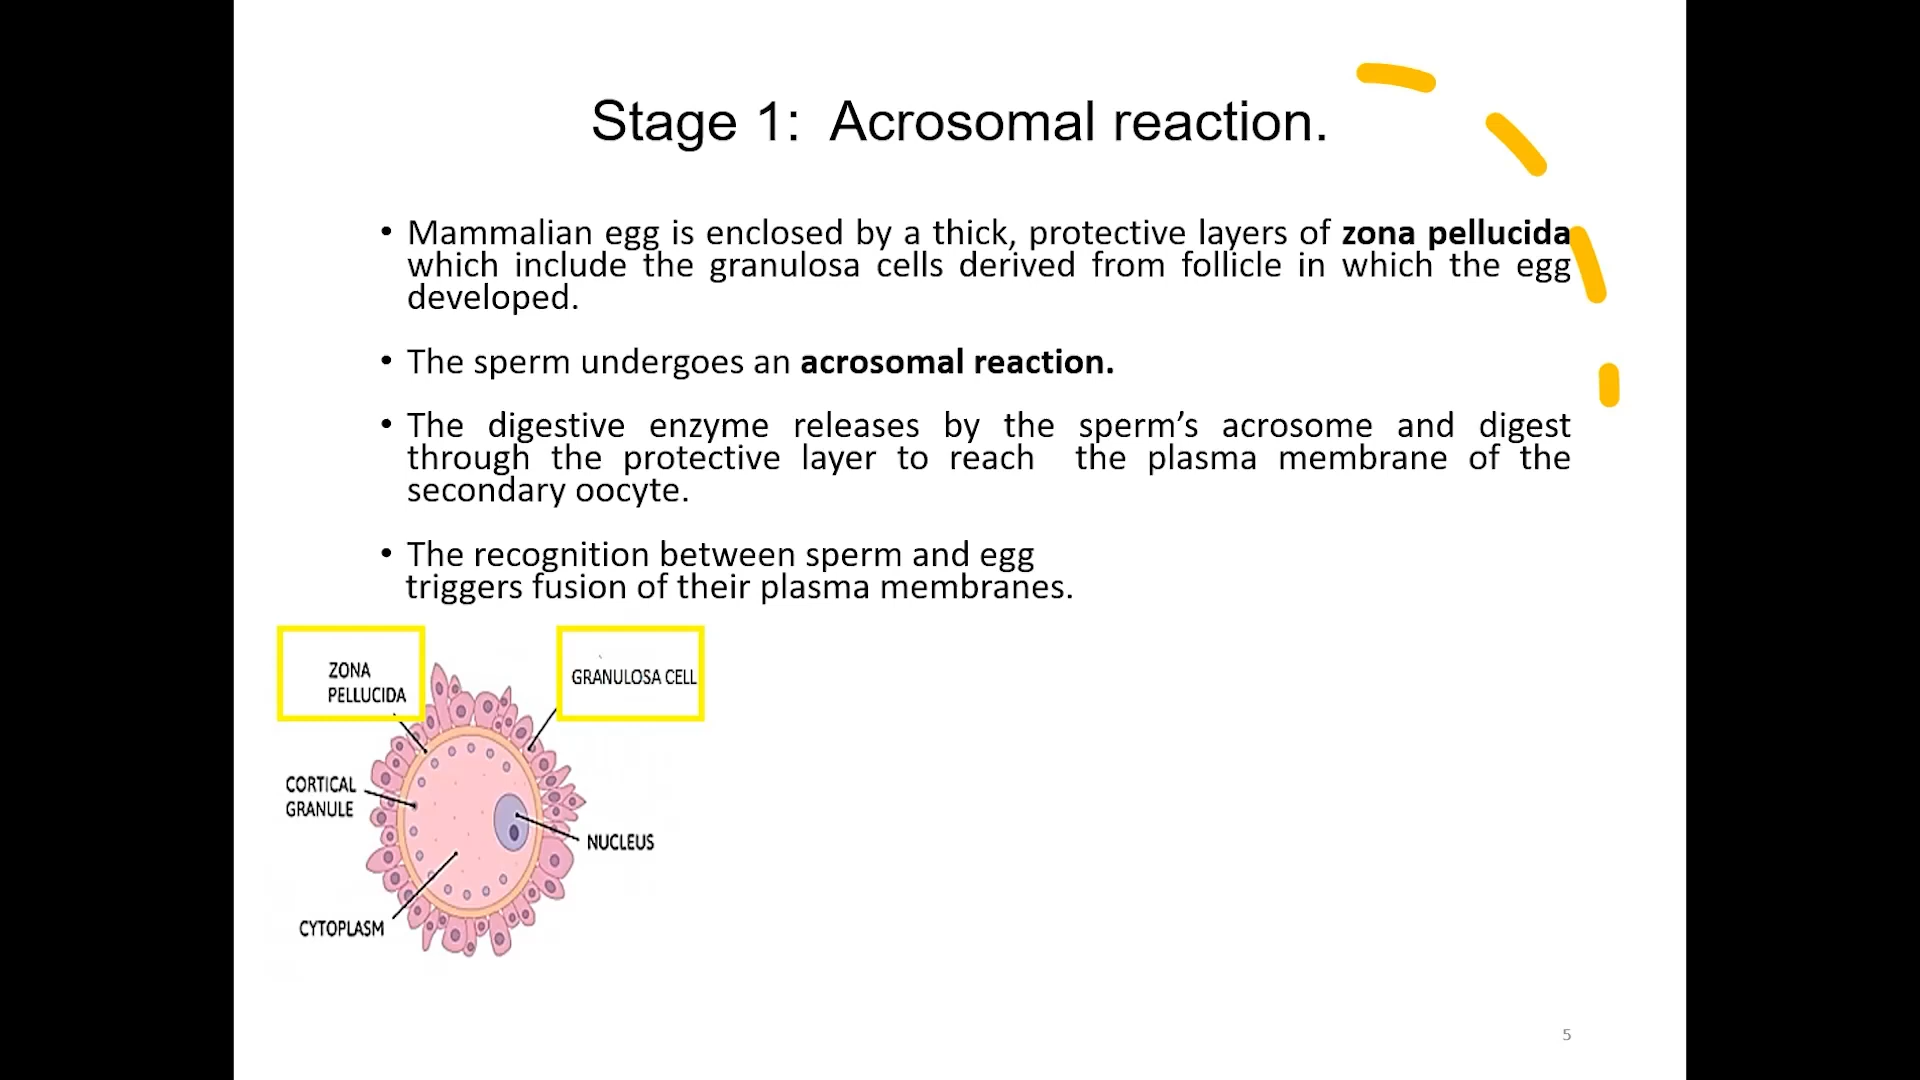 Stage 1: Acrosomal reaction.
• Mammalian egg is enclosed by a thick, protective layers of zona pellucida
which include the granulosa cells derived from follicle in which the egg
developed.
• The sperm undergoes an acrosomal reaction.
• The digestive enzyme releases by the sperm’s acrosome and digest
through the protective layer to reach the plasma membrane of the
secondary oocyte.
• The recognition between sperm and egg
triggers fusion of their plasma membranes.
ZONA
PELLUCIDA
GRANULOSA CELL
CORTICAL
GRANULE
NUCLEUS
CYTOPLASM
5